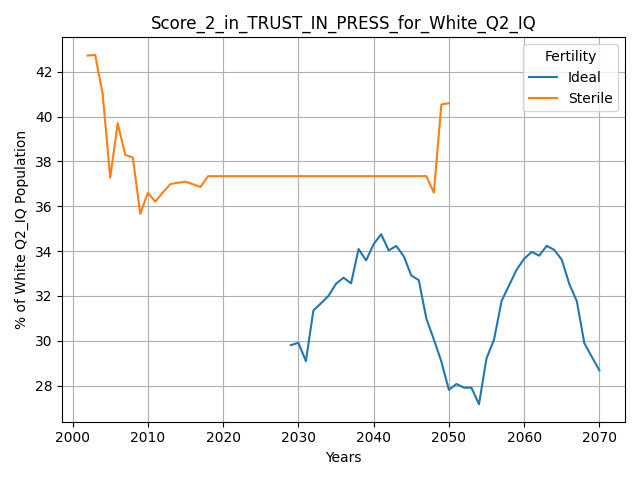 Score_2_in_TRUST_IN_PRESS_for_White_Q2_IQ
Fertility
Ideal
Sterile
% of White Q2_IQ Population
42
40
38
36
34
32
30
28
2000 2010 2020 2030 2040 2050 2060 2070
Years